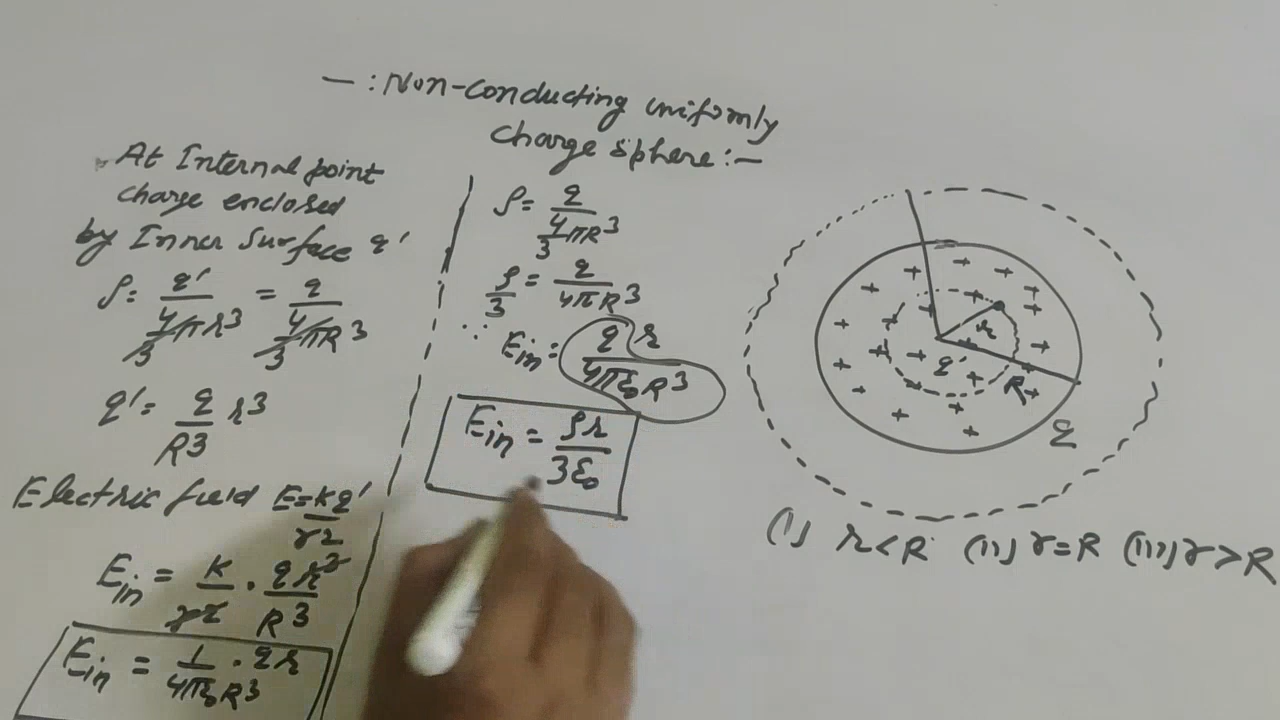 — : Non-conducting uniformly
charge sphere :—
At Internal point
charge enclosed
by Inner surface q'
ρ = q' / (4/3 π r³) = q / (4/3 π R³)
q' = q/R³ r³
Electric field E = kq'/r²
E_in = k/r² · q r³/R³
E_in = 1/4πε₀ · q r/R³
ρ = q / (4/3 π R³)
ρ/3 = q / 4πR³
∴ E_in = q r / 4πε₀R³
E_in = ρr / 3ε₀
r
q'
R
q
(i) r < R (ii) r = R (iii) r > R